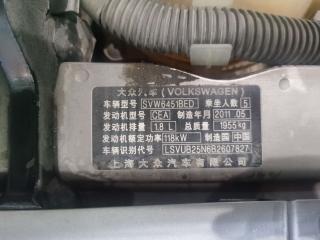 大众汽车(VOLKSWAGEN)
车辆型号 SVW6451BED 乘坐人数 5
发动机型号 CEA 制造年月 2011.05
发动机排量 1.8 L 总质量 1955kg
发动机额定功率 118kW 制造国 中国
车辆识别代号 LSVUB25N6B2607827
上海大众汽车有限公司